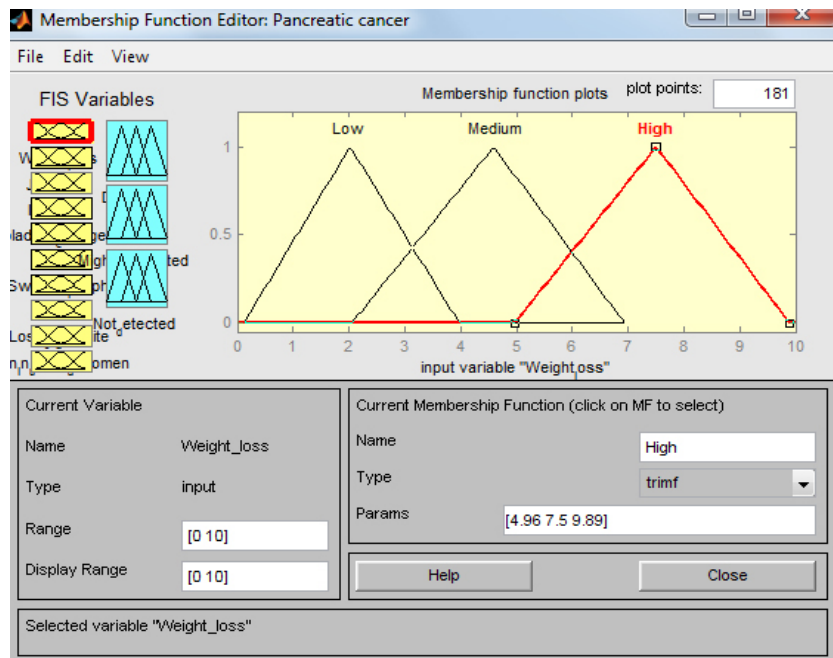 Membership Function Editor: Pancreatic cancer
File Edit View
FIS Variables
Membership function plots plot points: 181
Low Medium High
1
0.5
0
Not_detected
0 1 2 3 4 5 6 7 8 9 10
input variable "Weight_loss"
Current Variable
Name Weight_loss
Type input
Range [0 10]
Display Range [0 10]
Current Membership Function (click on MF to select)
Name High
Type trimf
Params [4.96 7.5 9.89]
Help Close
Selected variable "Weight_loss"